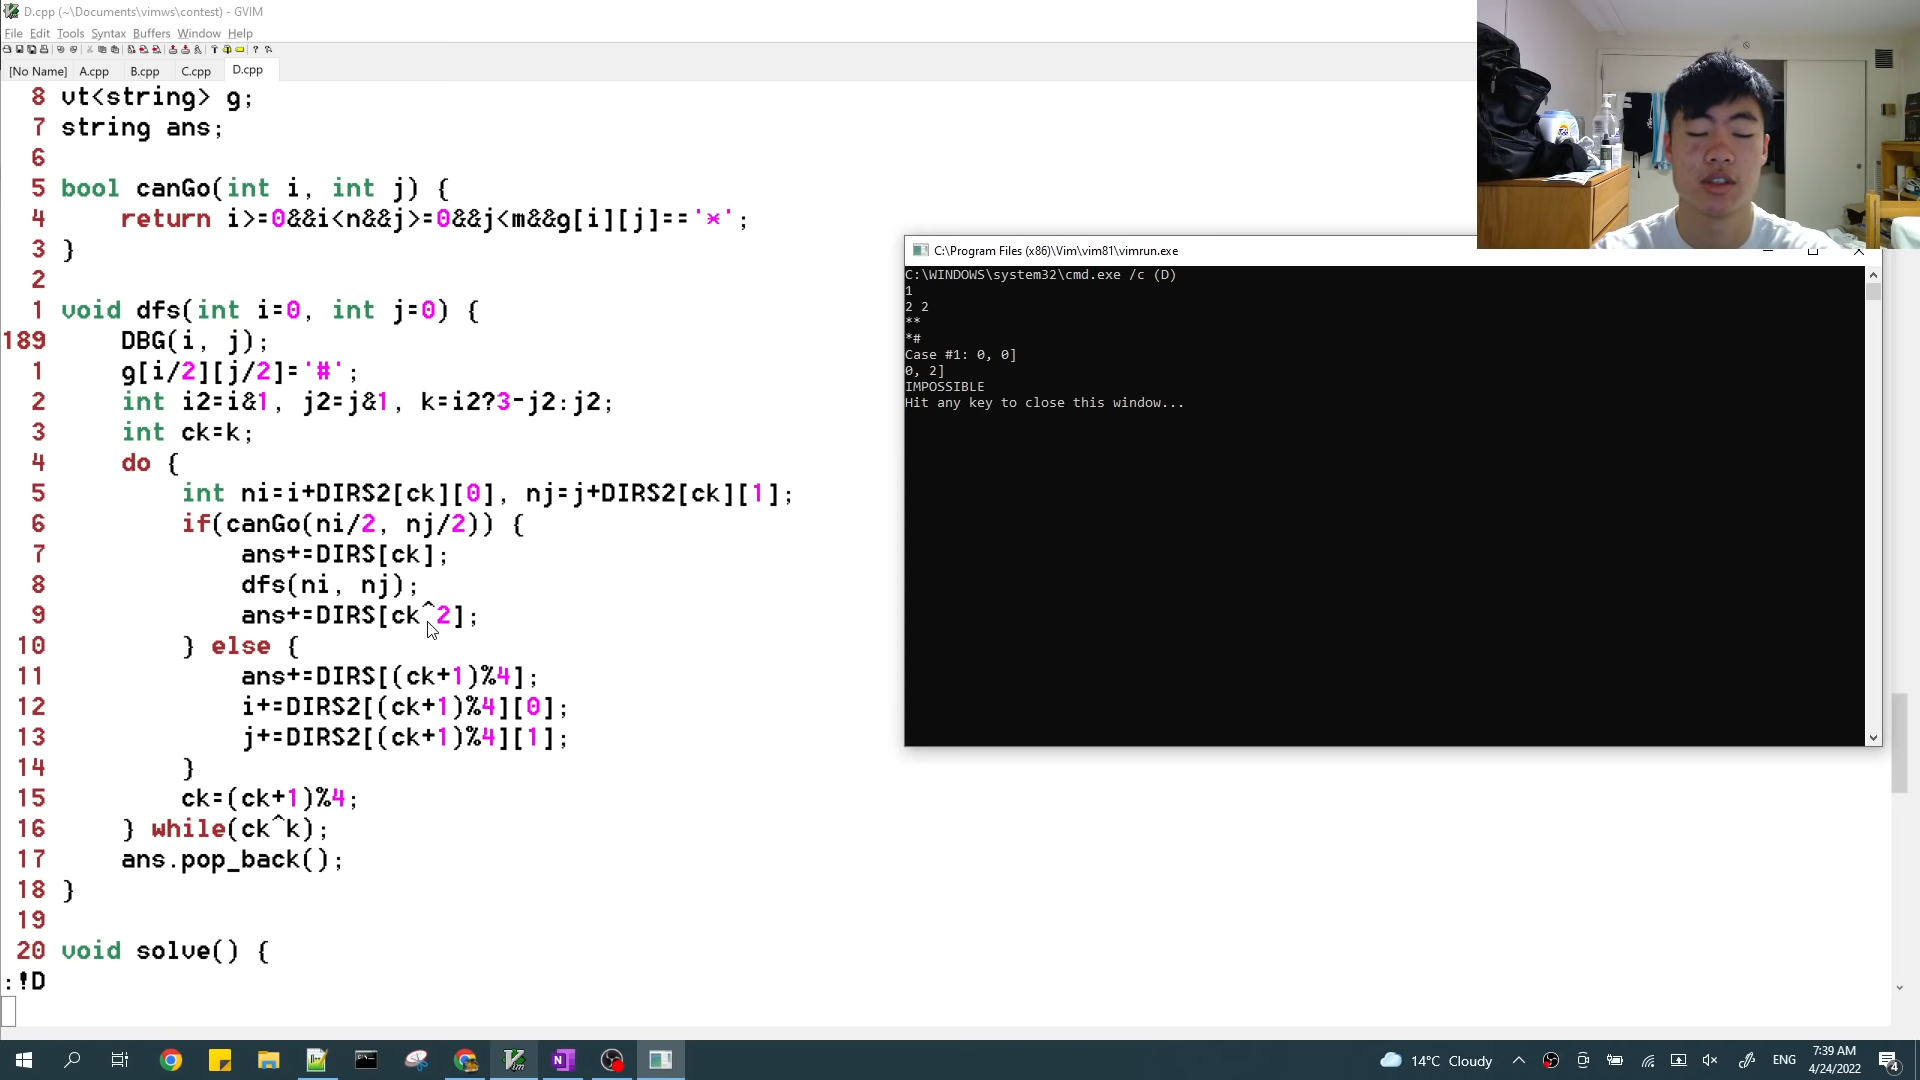 D.cpp (~\Documents\vimws\contest) - GVIM
File Edit Tools Syntax Buffers Window Help
[No Name] A.cpp B.cpp C.cpp D.cpp
8 vt<string> g;
7 string ans;
6
5 bool canGo(int i, int j) {
4 return i>=0&&i<n&&j>=0&&j<m&&g[i][j]=='*';
3 }
2
1 void dfs(int i=0, int j=0) {
189 DBG(i, j);
1 g[i/2][j/2]='#';
2 int i2=i&1, j2=j&1, k=i2?3-j2:j2;
3 int ck=k;
4 do {
5 int ni=i+DIRS2[ck][0], nj=j+DIRS2[ck][1];
6 if(canGo(ni/2, nj/2)) {
7 ans+=DIRS[ck];
8 dfs(ni, nj);
9 ans+=DIRS[ck^2];
10 } else {
11 ans+=DIRS[(ck+1)%4];
12 i+=DIRS2[(ck+1)%4][0];
13 j+=DIRS2[(ck+1)%4][1];
14 }
15 ck=(ck+1)%4;
16 } while(ck^k);
17 ans.pop_back();
18 }
19
20 void solve() {
:!D
C:\Program Files (x86)\Vim\vim81\vimrun.exe
C:\WINDOWS\system32\cmd.exe /c (D)
1
2 2
**
*#
Case #1: 0, 0]
0, 2]
IMPOSSIBLE
Hit any key to close this window...
14°C Cloudy
ENG
7:39 AM
4/24/2022
4